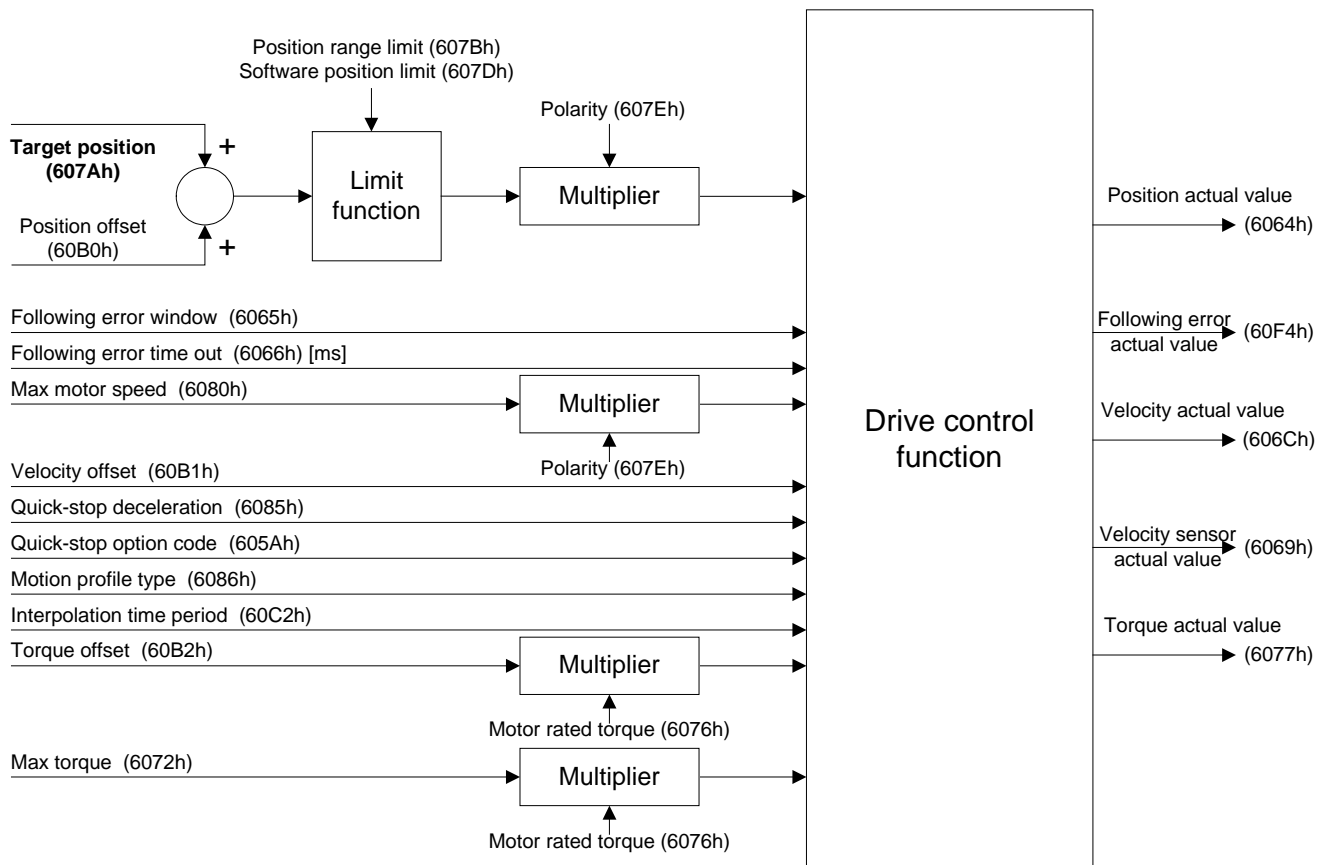 Position range limit (607Bh)
Software position limit (607Dh)
Polarity (607Eh)
Target position
(607Ah)
+
Limit
function
Multiplier
Position offset
(60B0h)
+
Following error window (6065h)
Following error time out (6066h) [ms]
Max motor speed (6080h)
Multiplier
Polarity (607Eh)
Velocity offset (60B1h)
Quick-stop deceleration (6085h)
Quick-stop option code (605Ah)
Motion profile type (6086h)
Interpolation time period (60C2h)
Torque offset (60B2h)
Multiplier
Motor rated torque (6076h)
Max torque (6072h)
Multiplier
Motor rated torque (6076h)
Drive control
function
Position actual value
(6064h)
Following error
actual value
(60F4h)
Velocity actual value
(606Ch)
Velocity sensor
actual value
(6069h)
Torque actual value
(6077h)